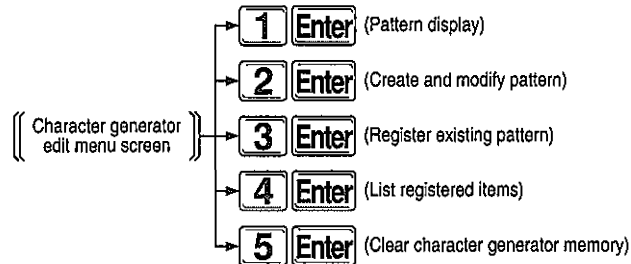 1 Enter (Pattern display)
2 Enter (Create and modify pattern)
Character generator
edit menu screen
3 Enter (Register existing pattern)
4 Enter (List registered items)
5 Enter (Clear character generator memory)